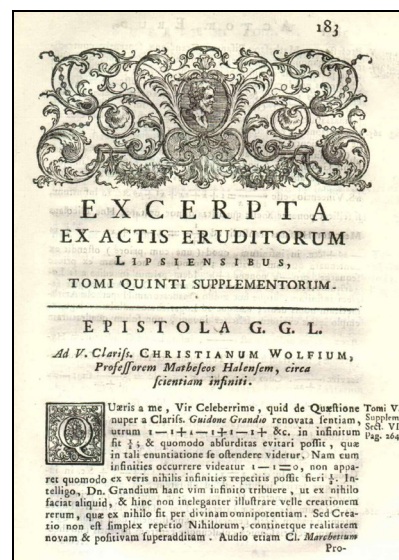 183
EXCERPTA
EX ACTIS ERUDITORUM
LIPSIENSIBUS,
TOMI QUINTI SUPPLEMENTORUM.
EPISTOLA G. G. L.
Ad V. Clariſs. CHRISTIANUM WOLFIUM,
Profeſſorem Matheſeos Halenſem, circa
ſcientiam infiniti.
QUæris a me, Vir Celeberrime, quid de Quæſtione
nuper a Clariſs. Guidone Grandio renovata ſentiam,
utrum 1—1+1—1+1—1+ &c. in infinitum
ſit ½; & quomodo abſurditas evitari poſſit, quæ
in tali enuntiatione ſe oſtendere videtur. Nam cum
infinities occurrere videatur 1—1=0, non appa-
ret quomodo ex veris nihilis infinities repetitis poſſit fieri ½. In-
telligo, Dn. Grandium hanc vim infinito tribuere, ut ex nihilo
faciat aliquid, & hinc non ineleganter illuſtrare velle creationem
rerum, quæ ex nihilo fit per divinam omnipotentiam. Sed Crea-
tio non eſt ſimplex repetio Nihilorum, continetque realitatem
novam & poſitivam ſuperadditam. Audio etiam Cl. Marchetium
Pro-
Tomi V.
Supplem.
Sect. VI
Pag. 264